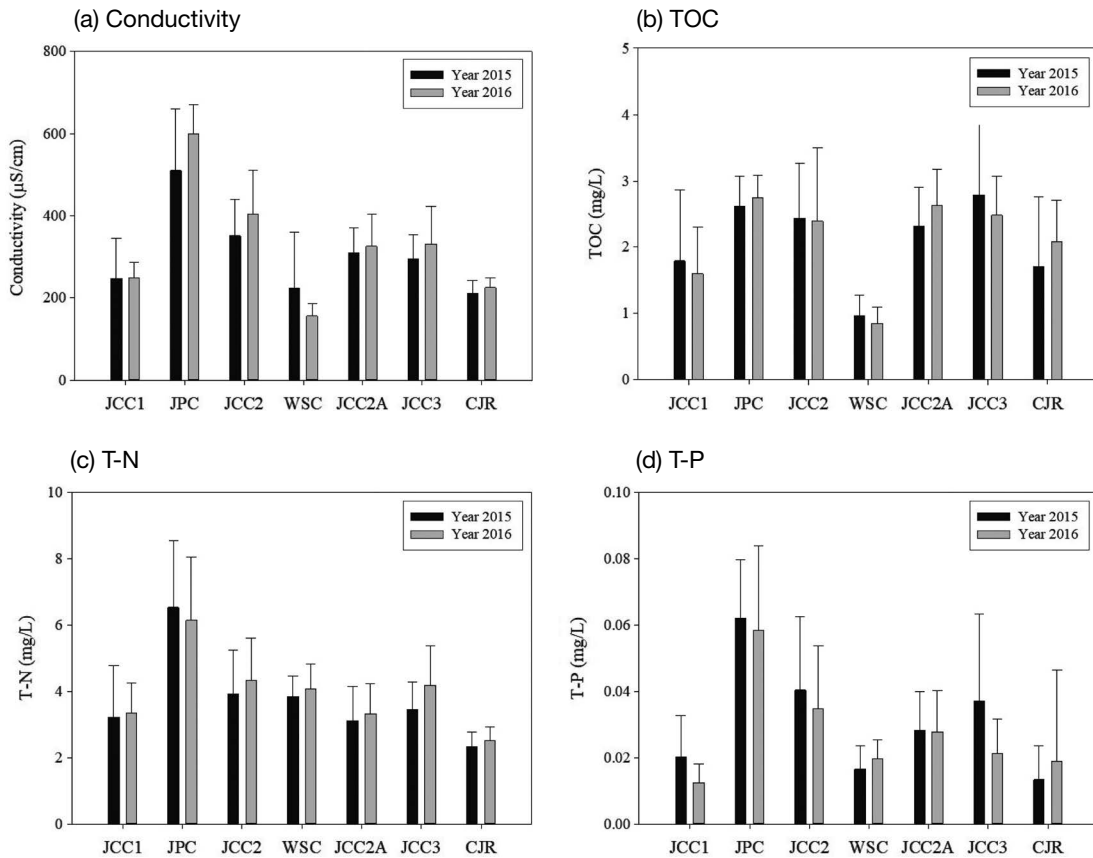 (a) Conductivity
800
600
400
200
0
Conductivity (µS/cm)
Year 2015
Year 2016
JCC1 JPC JCC2 WSC JCC2A JCC3 CJR
(b) TOC
5
4
3
2
1
0
TOC (mg/L)
Year 2015
Year 2016
JCC1 JPC JCC2 WSC JCC2A JCC3 CJR
(c) T-N
10
8
6
4
2
0
T-N (mg/L)
Year 2015
Year 2016
JCC1 JPC JCC2 WSC JCC2A JCC3 CJR
(d) T-P
0.10
0.08
0.06
0.04
0.02
0.00
T-P (mg/L)
Year 2015
Year 2016
JCC1 JPC JCC2 WSC JCC2A JCC3 CJR